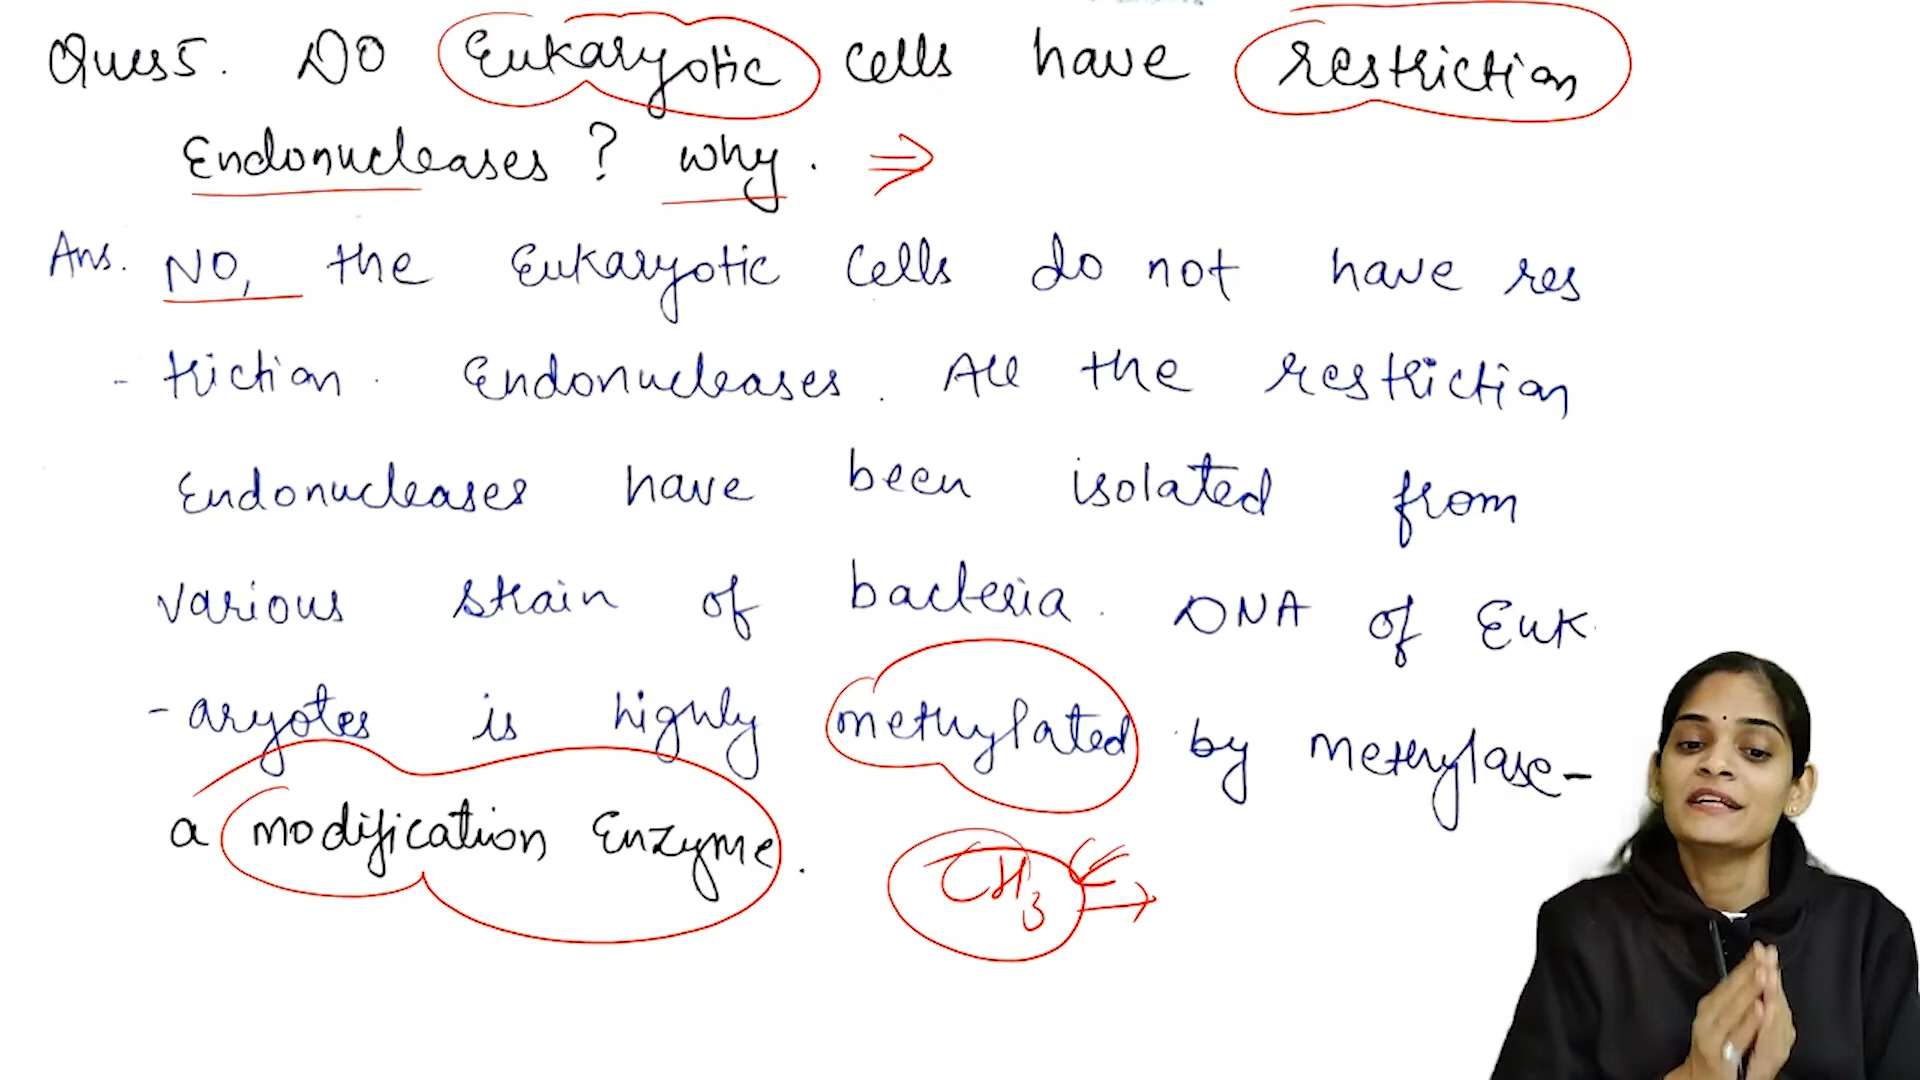 Ques 5. Do Eukaryotic cells have restriction
Endonucleases ? why .
Ans. NO, the Eukaryotic cells do not have res
- triction . Endonucleases . All the restriction
Endonucleases have been isolated from
various strain of bacteria . DNA of Euk
- aryotes is highly methylated by Methylase-
a modification Enzyme .
CH3